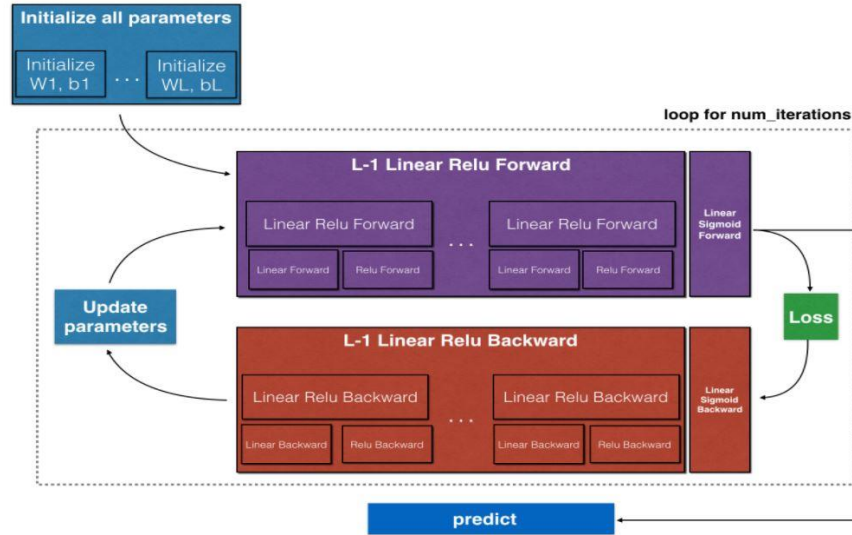 Initialize all parameters
Initialize
W1, b1
...
Initialize
WL, bL
loop for num_iterations
L-1 Linear Relu Forward
Linear Relu Forward
...
Linear Relu Forward
Linear Forward
Relu Forward
Linear Forward
Relu Forward
Linear
Sigmoid
Forward
Update
parameters
Loss
L-1 Linear Relu Backward
Linear Relu Backward
...
Linear Relu Backward
Linear Backward
Relu Backward
Linear Backward
Relu Backward
Linear
Sigmoid
Backward
predict